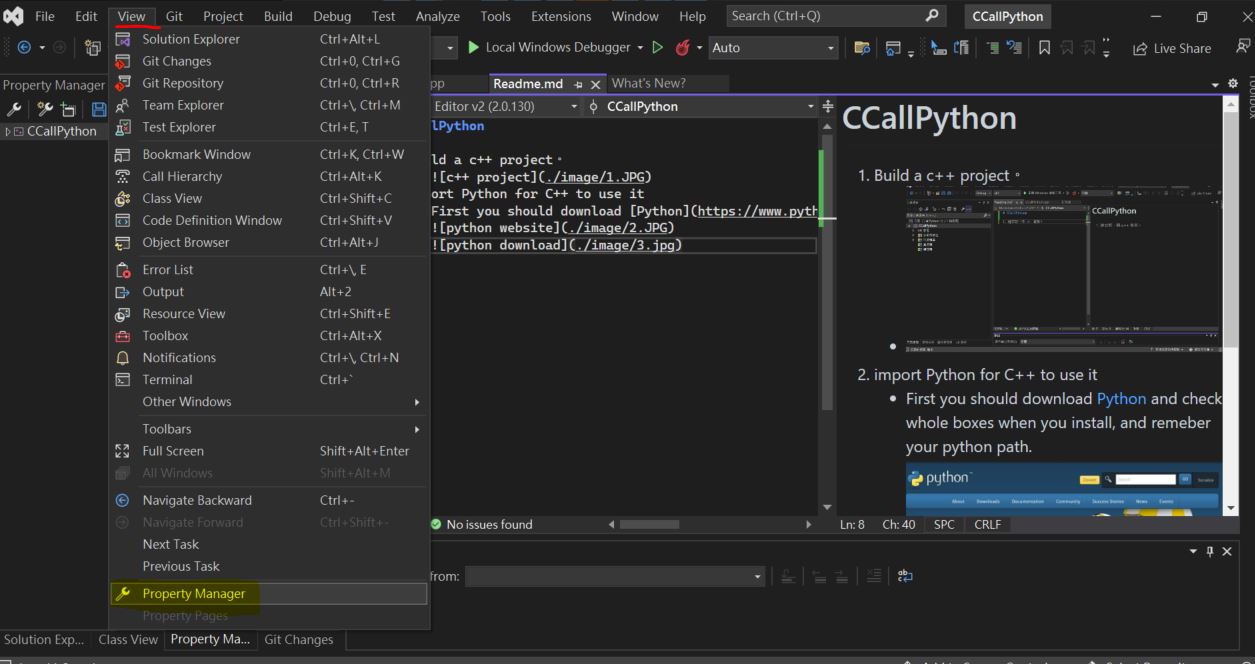 File Edit View Git Project Build Debug Test Analyze Tools Extensions Window Help Search (Ctrl+Q) CCallPython
Local Windows Debugger Auto Live Share
Property Manager
CCallPython
Solution Explorer Ctrl+Alt+L
Git Changes Ctrl+0, Ctrl+G
Git Repository Ctrl+0, Ctrl+R
Team Explorer Ctrl+\, Ctrl+M
Test Explorer Ctrl+E, T
Bookmark Window Ctrl+K, Ctrl+W
Call Hierarchy Ctrl+Alt+K
Class View Ctrl+Shift+C
Code Definition Window Ctrl+Shift+V
Object Browser Ctrl+Alt+J
Error List Ctrl+\, E
Output Alt+2
Resource View Ctrl+Shift+E
Toolbox Ctrl+Alt+X
Notifications Ctrl+\, Ctrl+N
Terminal Ctrl+`
Other Windows
Toolbars
Full Screen Shift+Alt+Enter
All Windows Shift+Alt+M
Navigate Backward Ctrl+-
Navigate Forward Ctrl+Shift+-
Next Task
Previous Task
Property Manager
Property Pages
pp Readme.md What's New?
Editor v2 (2.0.130) CCallPython
lPython
ld a c++ project。
![c++ project](./image/1.JPG)
ort Python for C++ to use it
First you should download [Python](https://www.pyth
![python website](./image/2.JPG)
![python download](./image/3.jpg)
CCallPython
1. Build a c++ project。
CCallPython
2. import Python for C++ to use it
First you should download Python and check
whole boxes when you install, and remeber
your python path.
python
About Downloads Documentation Community Success Stories News Events
No issues found Ln: 8 Ch: 40 SPC CRLF
from:
Solution Exp... Class View Property Ma... Git Changes